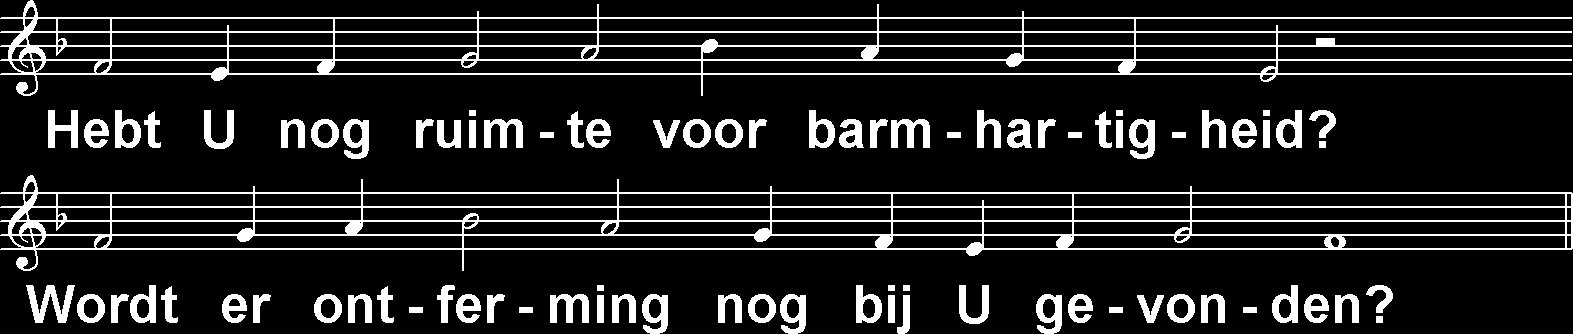 Hebt U nog ruim - te voor barm - har - tig - heid?
Wordt er ont - fer - ming nog bij U ge - von - den?